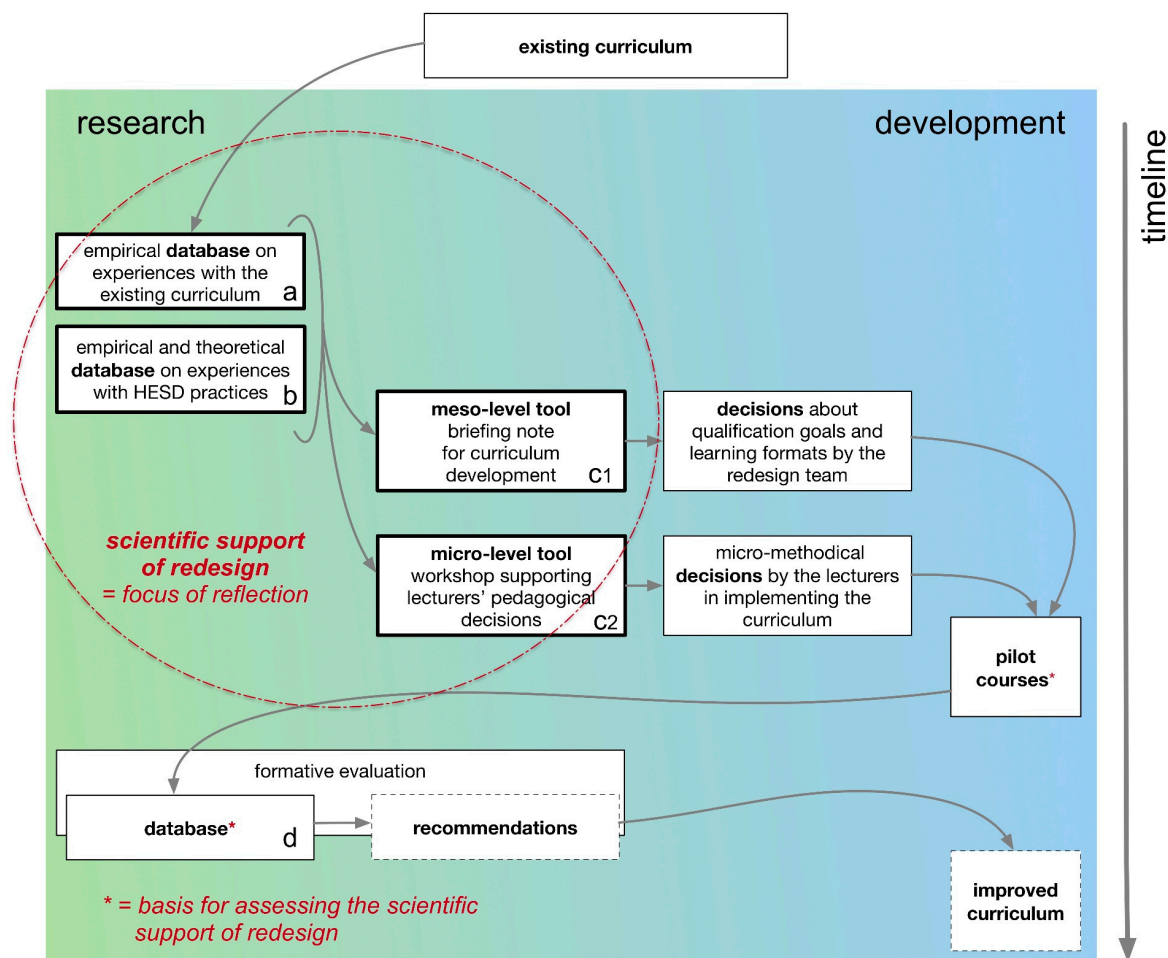 existing curriculum
research
development
timeline
empirical database on
experiences with the
existing curriculum
a
empirical and theoretical
database on experiences
with HESD practices
b
meso-level tool
briefing note
for curriculum
development
c1
decisions about
qualification goals and
learning formats by the
redesign team
scientific support
of redesign
= focus of reflection
micro-level tool
workshop supporting
lecturers’ pedagogical
decisions
c2
micro-methodical
decisions by the lecturers
in implementing the
curriculum
pilot
courses*
formative evaluation
database*
d
recommendations
improved
curriculum
* = basis for assessing the scientific
support of redesign